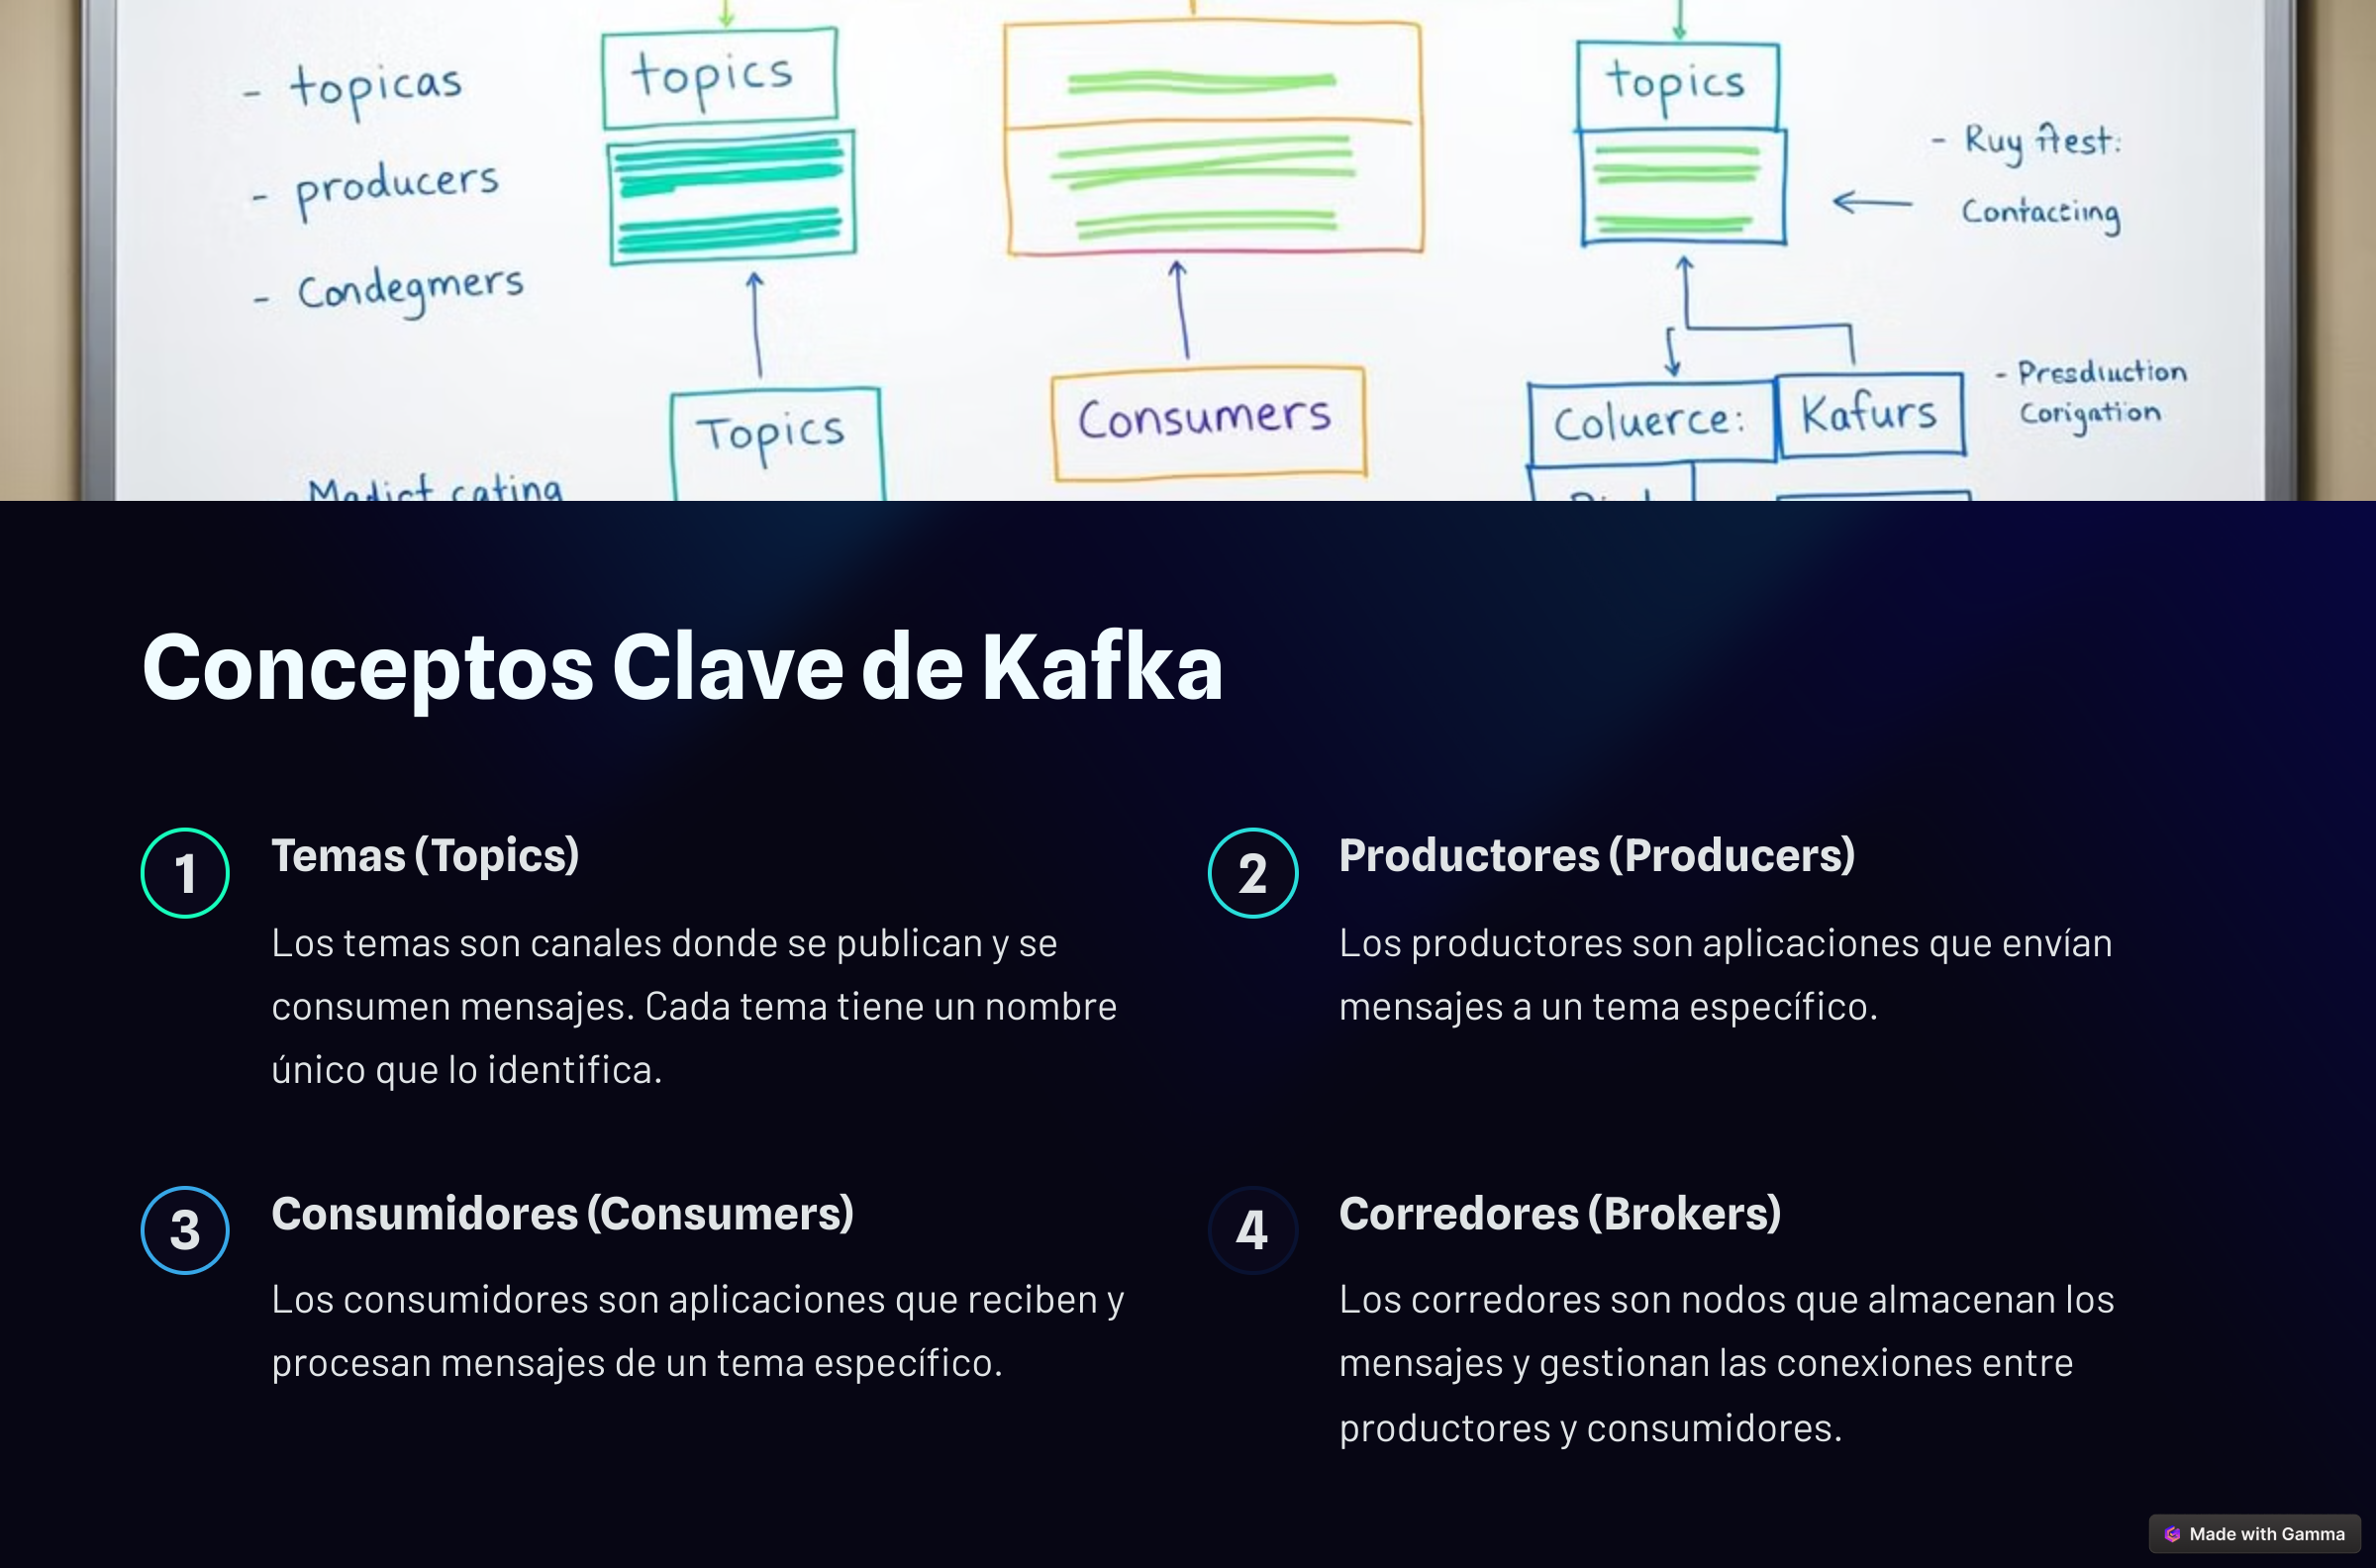 - topicas
- producers
- Condegmers
topics
topics
- Ruy
Contacting
Topics
Consumers
Coluerce:
Kafurs
- Presdiuction
Corigation
Conceptos Clave de Kafka
1
Temas (Topics)
Los temas son canales donde se publican y se
consumen mensajes. Cada tema tiene un nombre
único que lo identifica.
2
Productores (Producers)
Los productores son aplicaciones que envían
mensajes a un tema específico.
3
Consumidores (Consumers)
Los consumidores son aplicaciones que reciben y
procesan mensajes de un tema específico.
4
Corredores (Brokers)
Los corredores son nodos que almacenan los
mensajes y gestionan las conexiones entre
productores y consumidores.
Made with Gamma